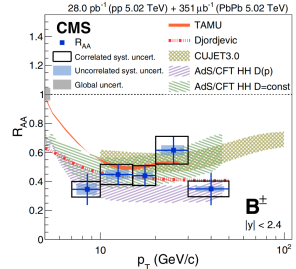 28.0 pb⁻¹ (pp 5.02 TeV) + 351 μb⁻¹ (PbPb 5.02 TeV)
CMS
R_AA
Correlated syst. uncert.
Uncorrelated syst. uncert.
Global uncert.
TAMU
Djordjevic
CUJET3.0
AdS/CFT HH D(p)
AdS/CFT HH D=const
R_AA
1.4
1.2
1
0.8
0.6
0.4
0.2
0
B±
|y| < 2.4
10
10²
p_T (GeV/c)